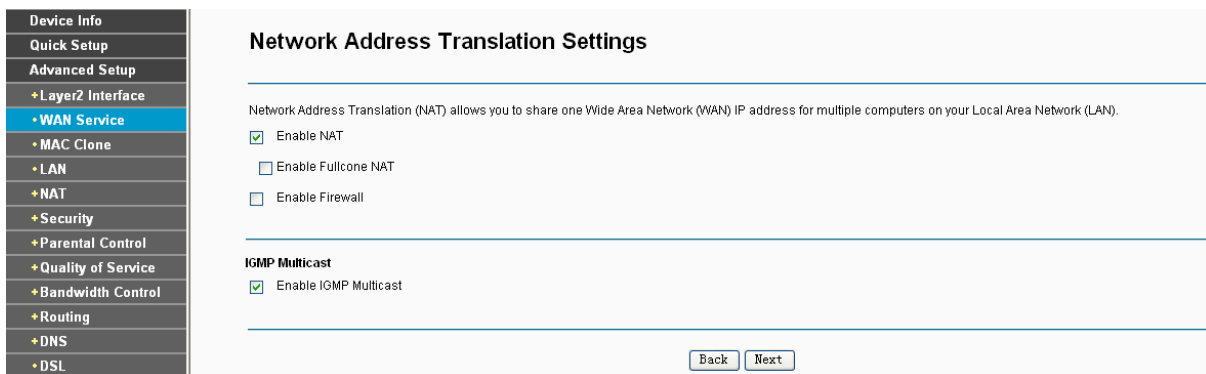 Device Info
Quick Setup
Advanced Setup
+Layer2 Interface
•WAN Service
•MAC Clone
•LAN
+NAT
+Security
+Parental Control
+Quality of Service
+Bandwidth Control
+Routing
+DNS
•DSL
Network Address Translation Settings
Network Address Translation (NAT) allows you to share one Wide Area Network (WAN) IP address for multiple computers on your Local Area Network (LAN).
Enable NAT
Enable Fullcone NAT
Enable Firewall
IGMP Multicast
Enable IGMP Multicast
Back Next